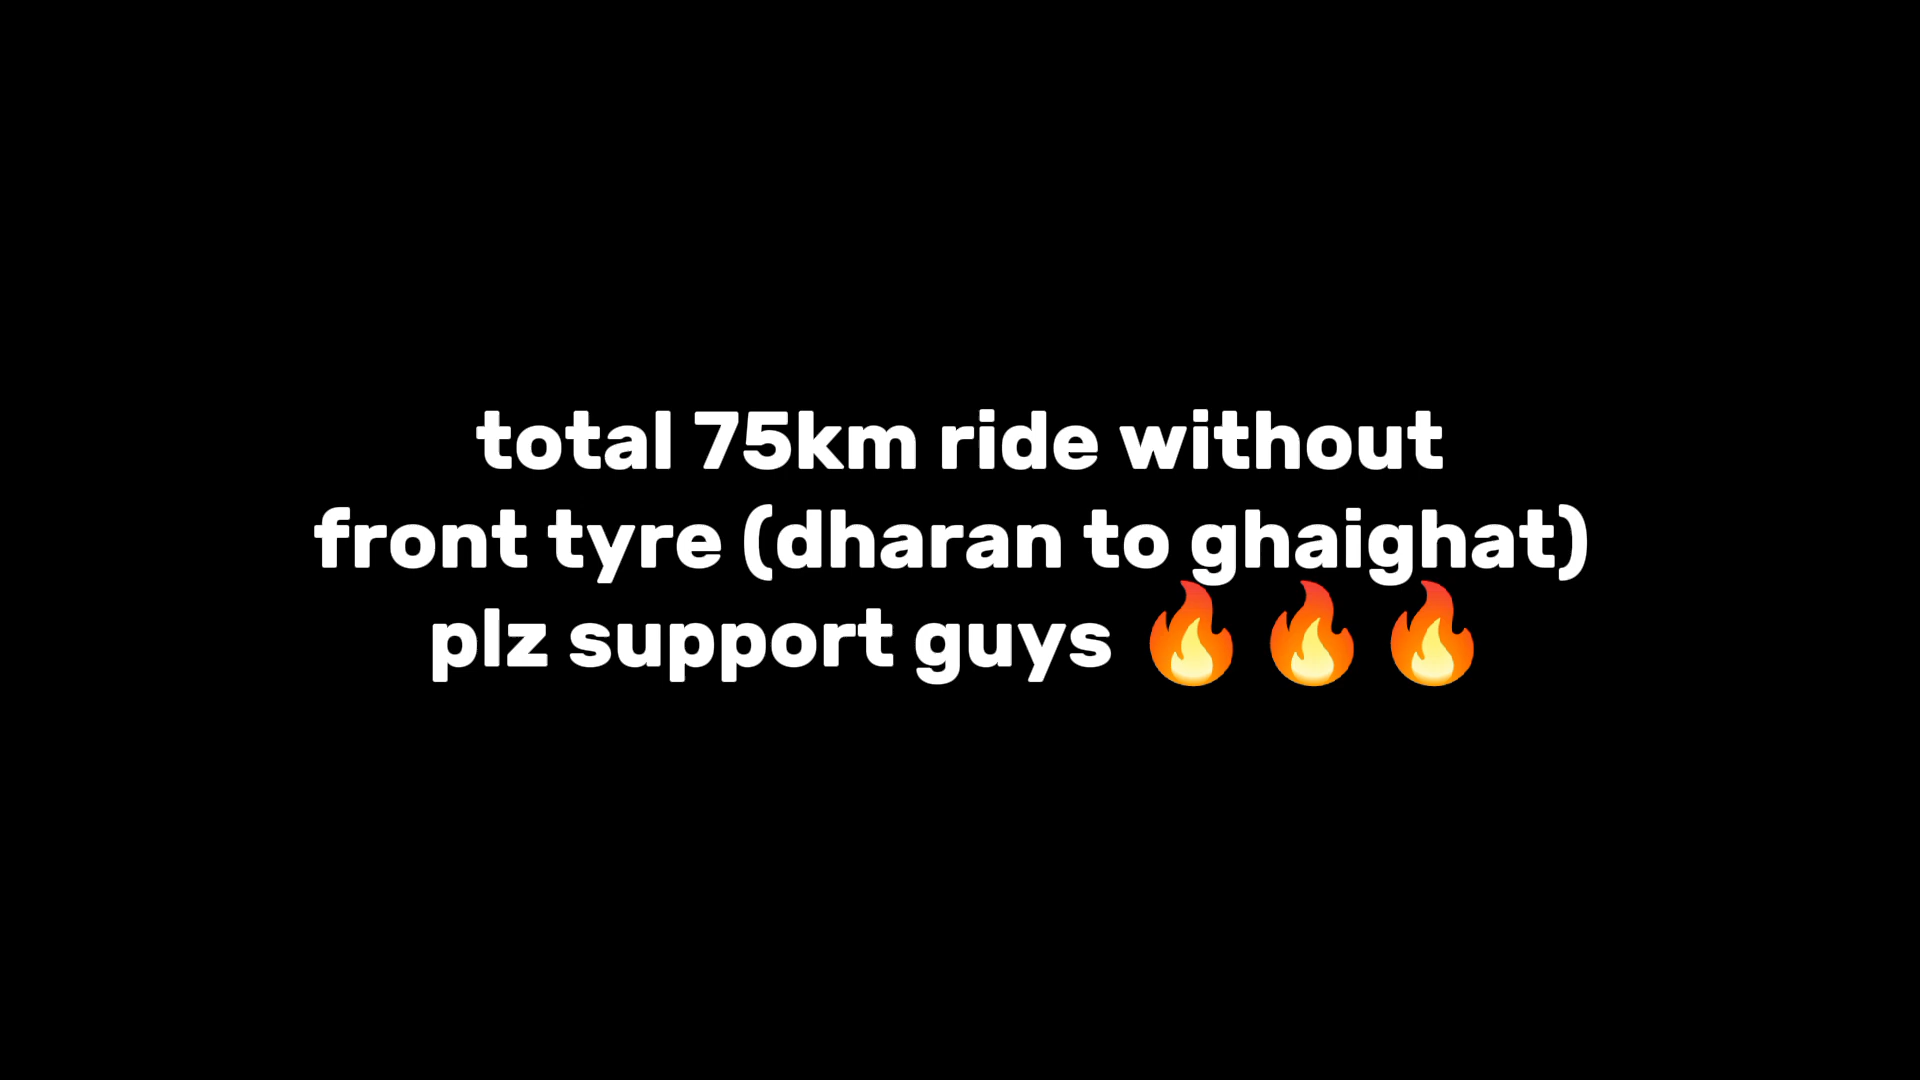 total 75km ride without
front tyre (dharan to ghaighat)
plz support guys 🔥🔥🔥